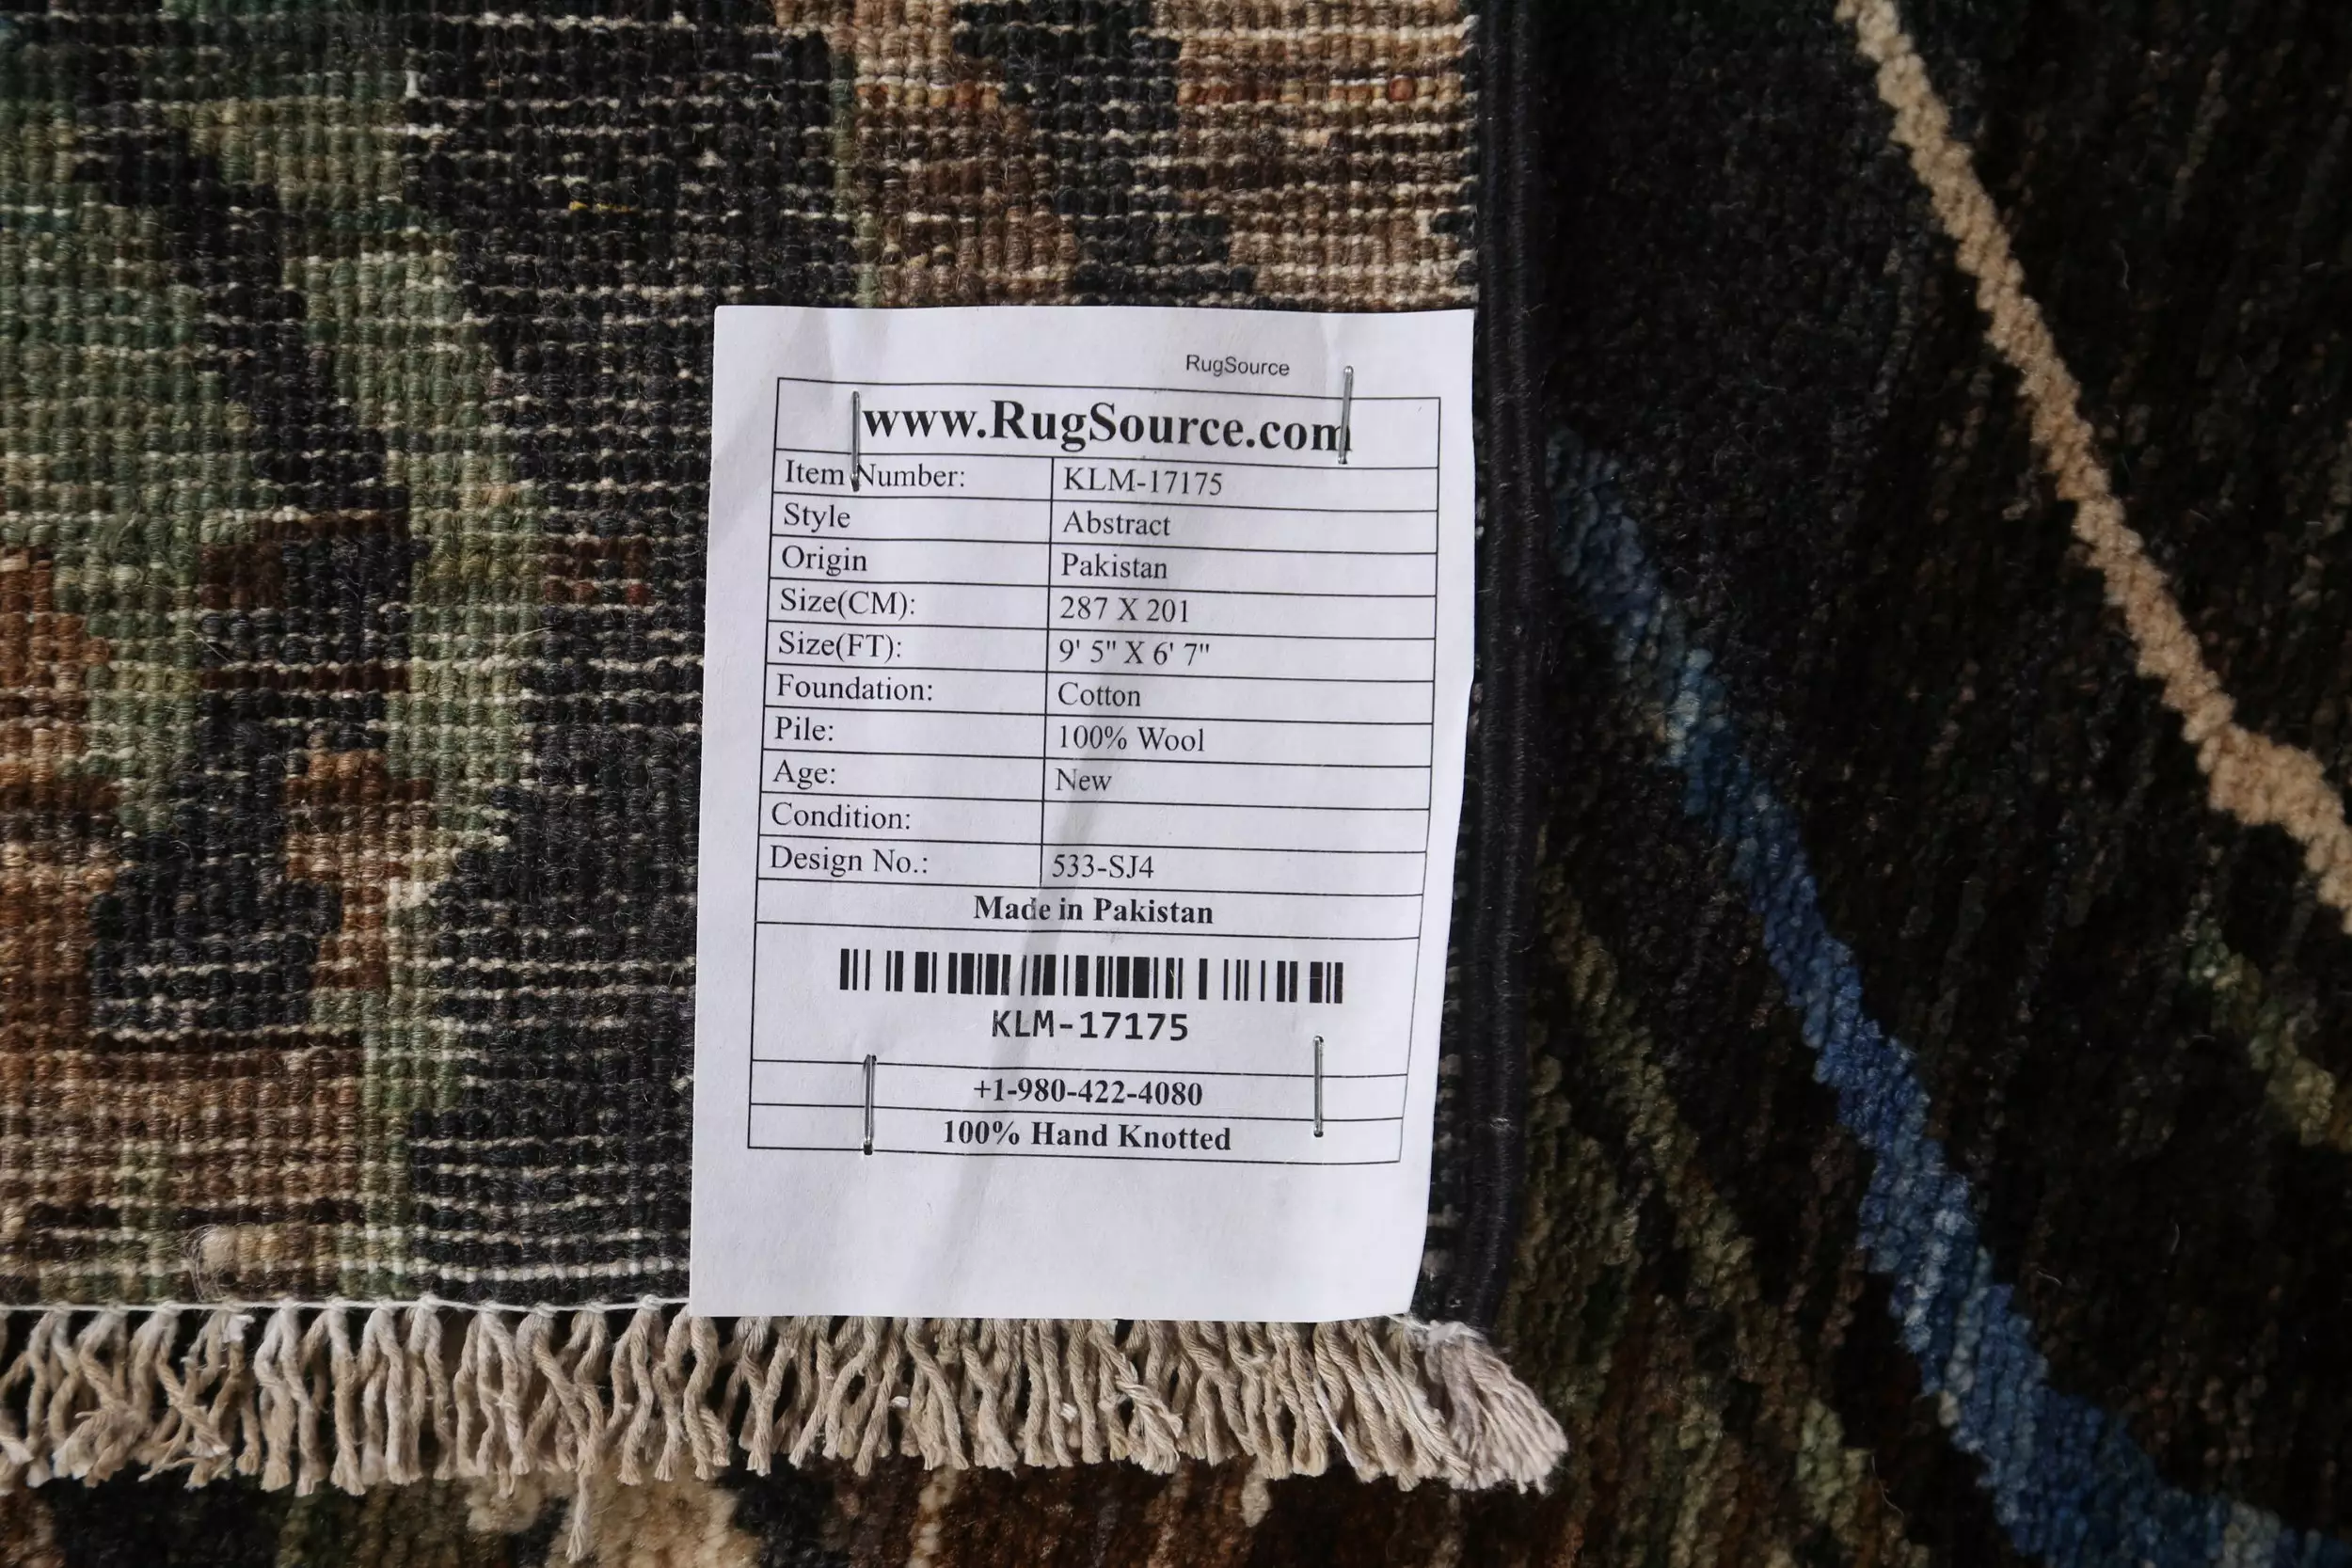 RugSource
www.RugSource.com
Item Number: KLM-17175
Style Abstract
Origin Pakistan
Size(CM): 287 X 201
Size(FT): 9' 5" X 6' 7"
Foundation: Cotton
Pile: 100% Wool
Age: New
Condition:
Design No.: 533-SJ4
Made in Pakistan
KLM-17175
+1-980-422-4080
100% Hand Knotted